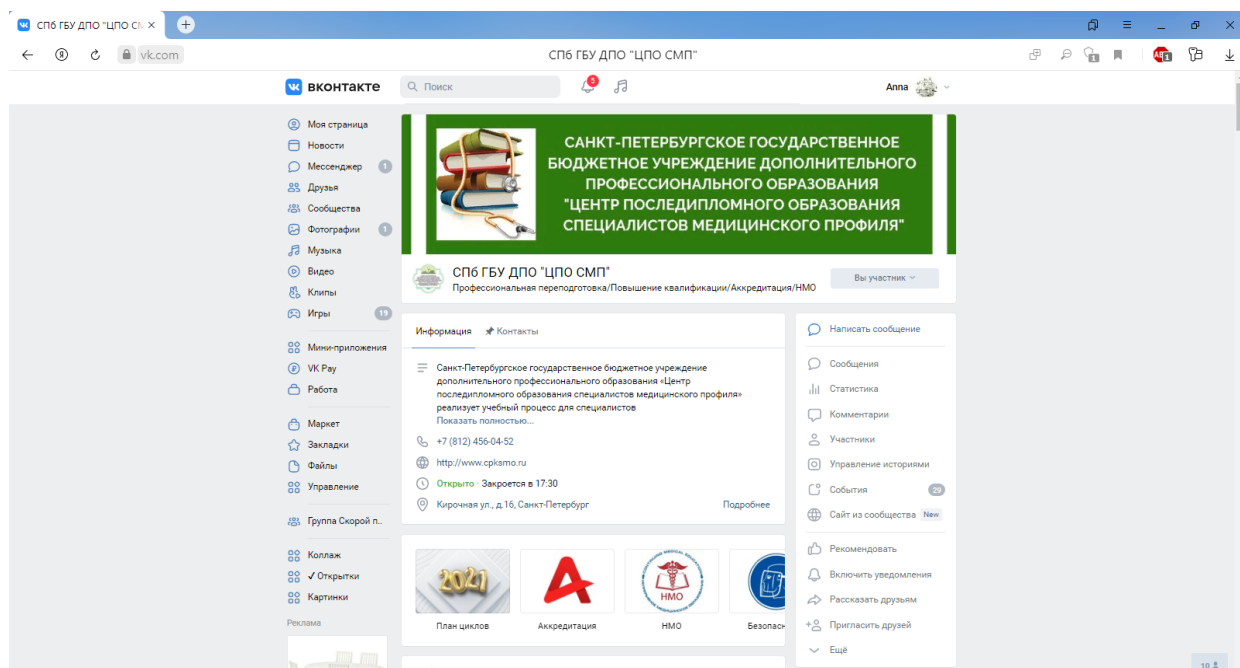 СПб ГБУ ДПО "ЦПО СМ
vk.com
СПб ГБУ ДПО "ЦПО СМП"
ABP
1
1
вконтакте
Поиск
5
Anna
Моя страница
Новости
Мессенджер 1
Друзья
Сообщества
Фотографии 1
Музыка
Видео
Клипы
Игры 19
Мини-приложения
VK Pay
Работа
Маркет
Закладки
Файлы
Управление
Группа Скорой п..
Коллаж
✓ Открытки
Картинки
Реклама
САНКТ-ПЕТЕРБУРГСКОЕ ГОСУДАРСТВЕННОЕ
БЮДЖЕТНОЕ УЧРЕЖДЕНИЕ ДОПОЛНИТЕЛЬНОГО
ПРОФЕССИОНАЛЬНОГО ОБРАЗОВАНИЯ
"ЦЕНТР ПОСЛЕДИПЛОМНОГО ОБРАЗОВАНИЯ
СПЕЦИАЛИСТОВ МЕДИЦИНСКОГО ПРОФИЛЯ"
СПб ГБУ ДПО "ЦПО СМП"
Профессиональная переподготовка/Повышение квалификации/Аккредитация/НМО
Вы участник
Информация
Контакты
Санкт-Петербургское государственное бюджетное учреждение
дополнительного профессионального образования «Центр
последипломного образования специалистов медицинского профиля»
реализует учебный процесс для специалистов
Показать полностью...
+7 (812) 456-04-52
http://www.cpksmo.ru
Открыто · Закроется в 17:30
Кирочная ул., д.16, Санкт-Петербург
Подробнее
2021
НМО
План циклов
Аккредитация
НМО
Безопасн
Написать сообщение
Сообщения
Статистика
Комментарии
Участники
Управление историями
События 29
Сайт из сообщества New
Рекомендовать
Включить уведомления
Рассказать друзьям
Пригласить друзей
Ещё
10